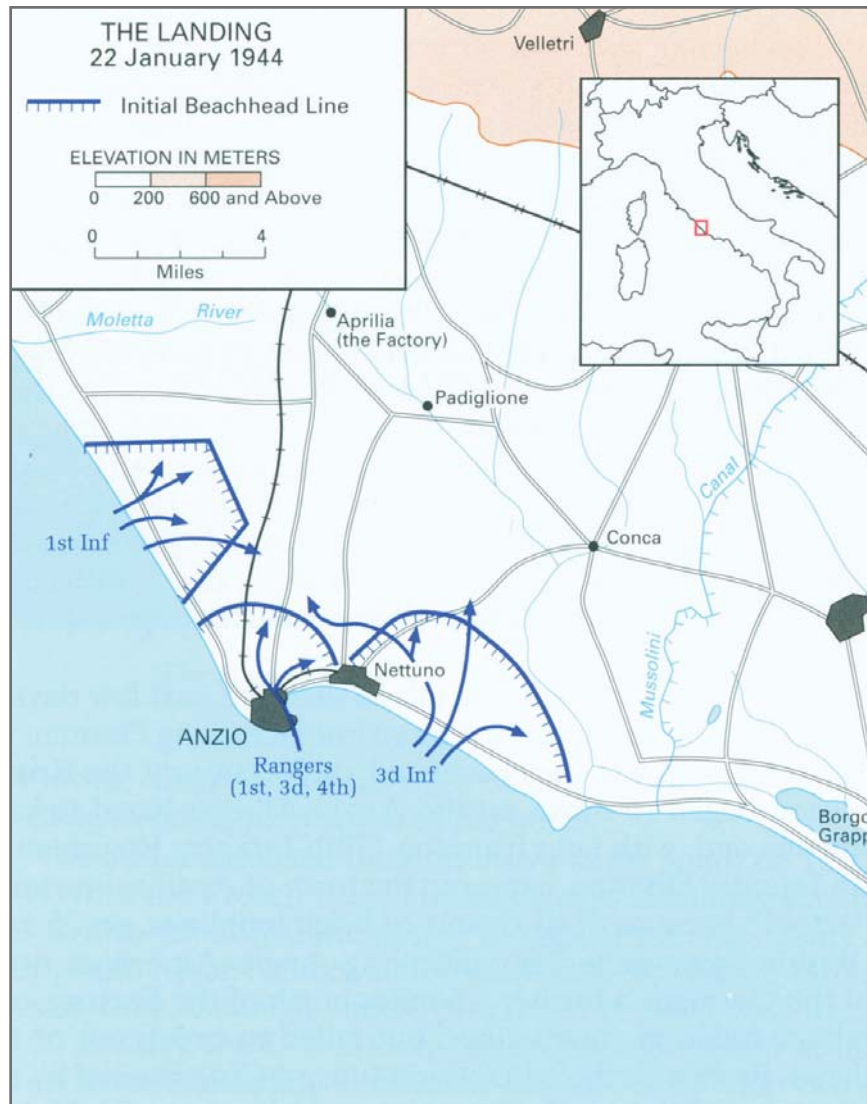 THE LANDING
22 January 1944
Initial Beachhead Line
ELEVATION IN METERS
0 200 600 and Above
0 4
Miles
Velletri
Moletta River
Aprilia
(the Factory)
Padiglione
Canal
1st Inf
Conca
Mussolini
Nettuno
ANZIO
Rangers
(1st, 3d, 4th)
3d Inf
Borgo
Grapp